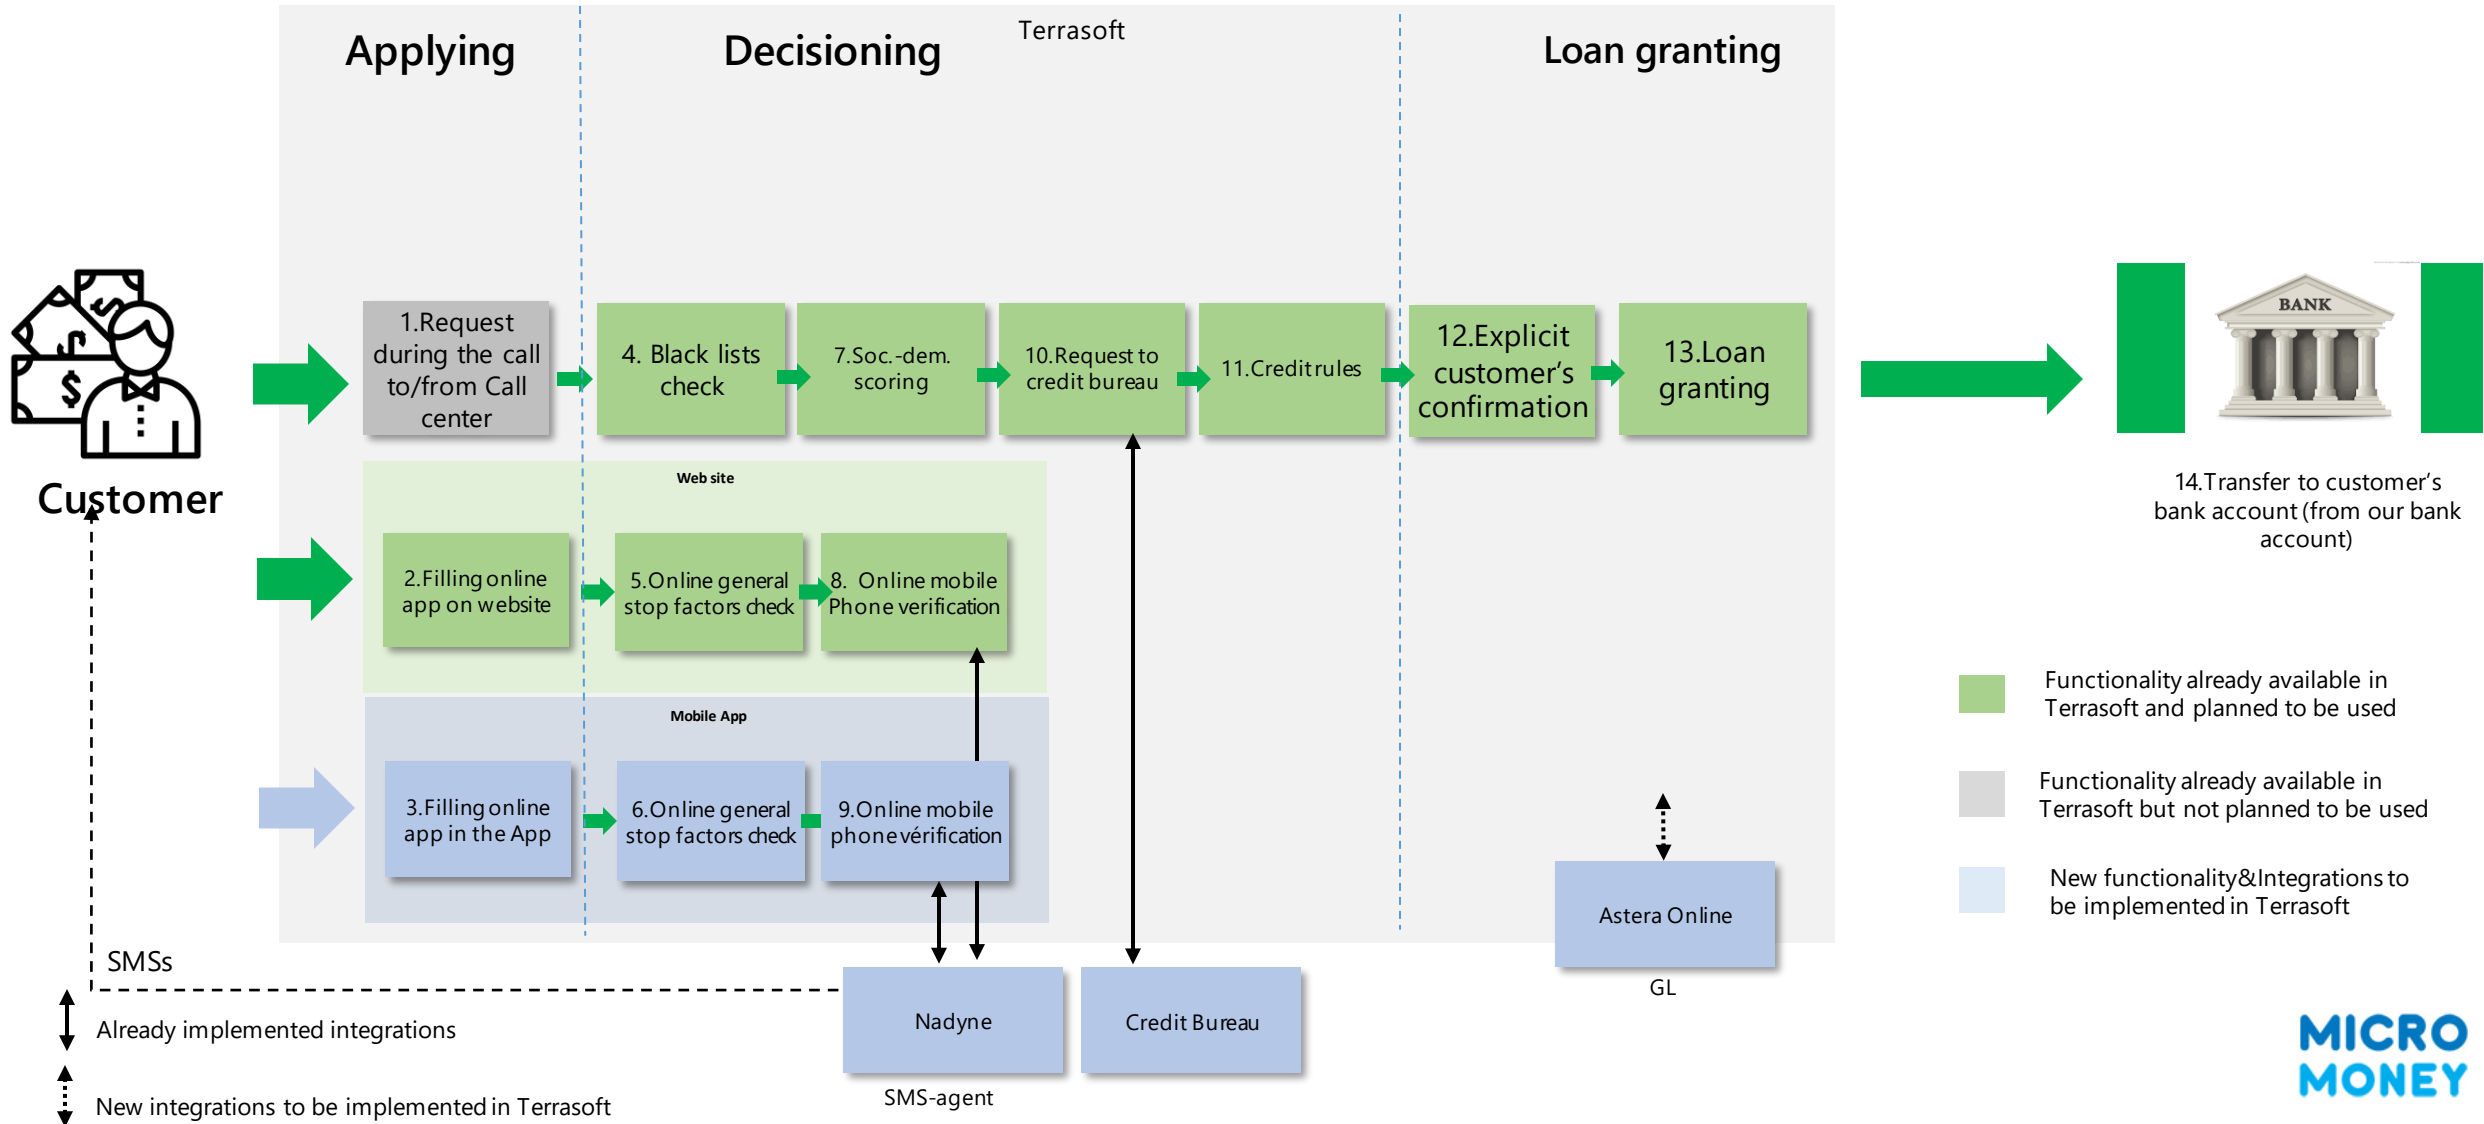 Terrasoft
Applying
Decisioning
Loan granting
1.Request
during the call
to/from Call
center
4. Black lists
check
7.Soc.-dem.
scoring
10.Request to
credit bureau
11.Credit rules
12.Explicit
customer's
confirmation
13.Loan
granting
BANK
Customer
14.Transfer to customer's
bank account (from our bank
account)
Web site
2.Filling online
app on website
5.Online general
stop factors check
8. Online mobile
Phone verification
Mobile App
3.Filling online
app in the App
6.Online general
stop factors check
9.Online mobile
phone vérification
Functionality already available in
Terrasoft and planned to be used
Functionality already available in
Terrasoft but not planned to be used
New functionality&Integrations to
be implemented in Terrasoft
Astera Online
GL
SMSs
Nadyne
SMS-agent
Credit Bureau
Already implemented integrations
New integrations to be implemented in Terrasoft
MICRO
MONEY